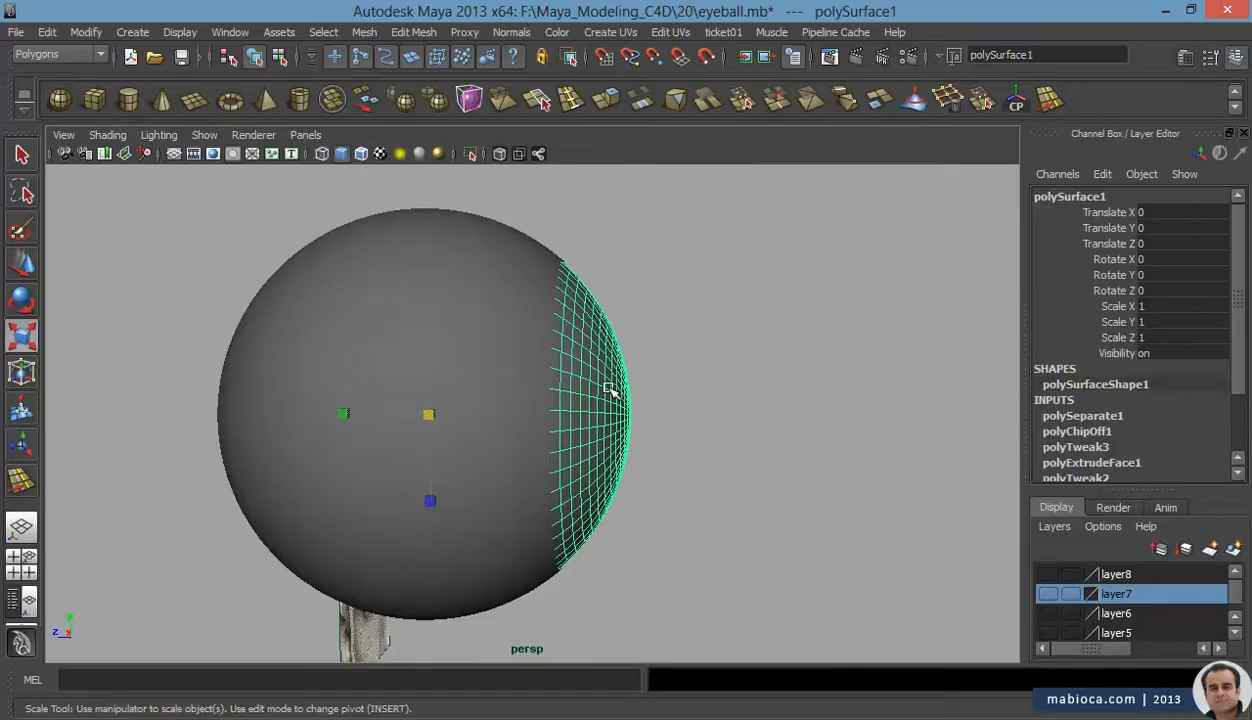 Autodesk Maya 2013 x64: F:\Maya_Modeling_C4D\20\eyeball.mb*   ---   polySurface1
File Edit Modify Create Display Window Assets Select Mesh Edit Mesh Proxy Normals Color Create UVs Edit UVs ticket01 Muscle Pipeline Cache Help
Polygons
polySurface1
CP
View Shading Lighting Show Renderer Panels
Channel Box / Layer Editor
Channels Edit Object Show
polySurface1
Translate X 0
Translate Y 0
Translate Z 0
Rotate X 0
Rotate Y 0
Rotate Z 0
Scale X 1
Scale Y 1
Scale Z 1
Visibility on
SHAPES
polySurfaceShape1
INPUTS
polySeparate1
polyChipOff1
polyTweak3
polyExtrudeFace1
polyTweak2
Display Render Anim
Layers Options Help
layer8
layer7
layer6
layer5
y
z x
persp
MEL
mabioca.com | 2013
Scale Tool: Use manipulator to scale object(s). Use edit mode to change pivot (INSERT).